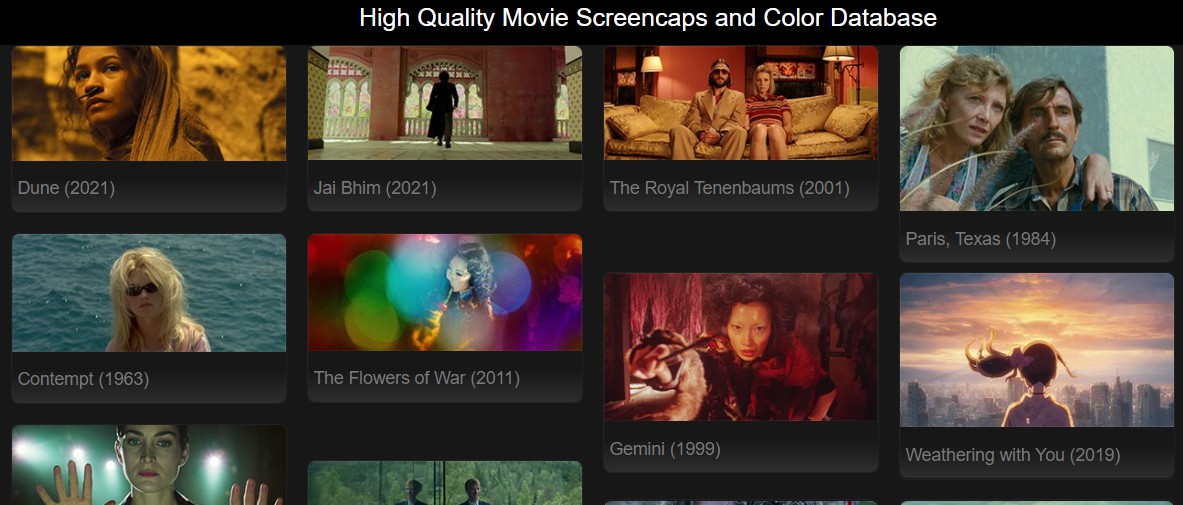 High Quality Movie Screencaps and Color Database
Dune (2021)
Jai Bhim (2021)
The Royal Tenenbaums (2001)
Paris, Texas (1984)
Contempt (1963)
The Flowers of War (2011)
Gemini (1999)
Weathering with You (2019)